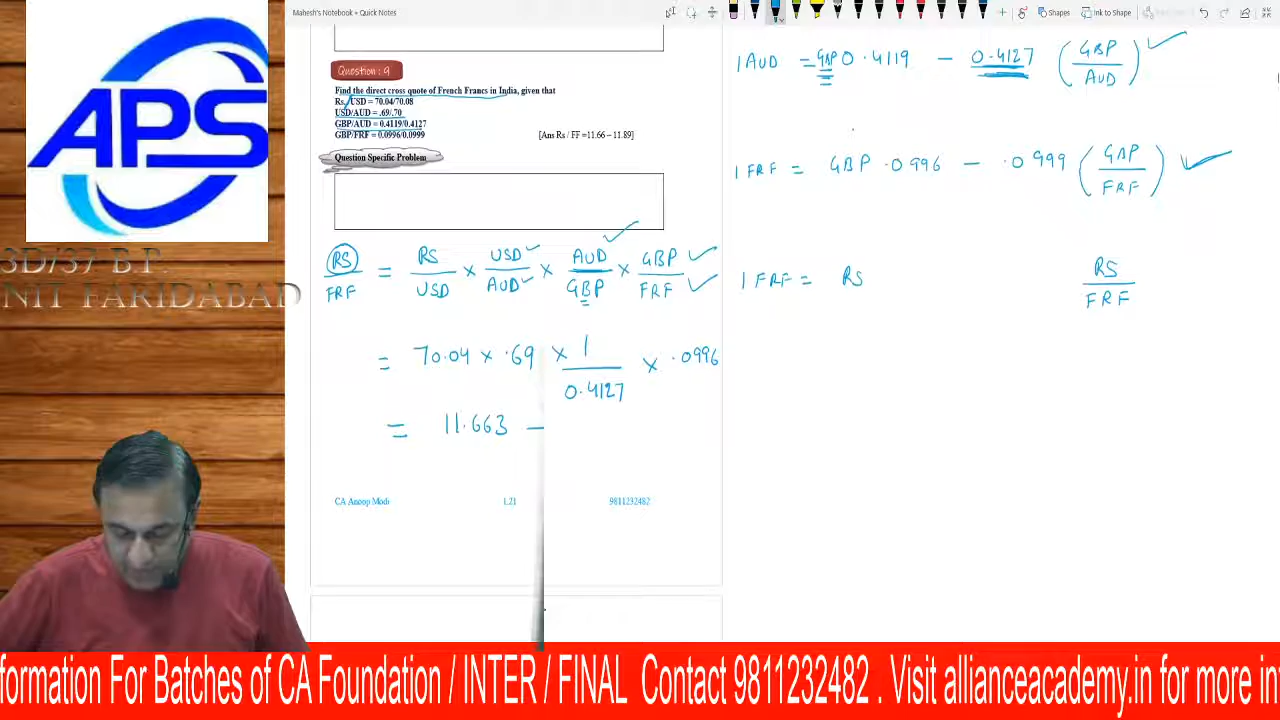 Mahesh's Notebook » Quick Notes
Shapes
Ink to Shape
APS
3D/37 B.P.
NIT FARIDABAD
Question : 9
Find the direct cross quote of French Francs in India, given that
Rs./USD = 70.04/70.08
USD/AUD = .69/.70
GBP/AUD = 0.4119/0.4127
GBP/FRF = 0.0996/0.0999 [Ans Rs / FF =11.66 – 11.89]
Question Specific Problem
RS/FRF = RS/USD × USD/AUD × AUD/GBP × GBP/FRF
= 70.04 × .69 × 1/0.4127 × .0996
= 11.663 –
CA Anoop Modi 1.21 9811232482
1 AUD = GBP 0.4119 – 0.4127 (GBP/AUD)
1 FRF = GBP .0996 – .0999 (GBP/FRF)
1 FRF = RS RS/FRF
formation For Batches of CA Foundation / INTER / FINAL Contact 9811232482 . Visit allianceacademy.in for more in